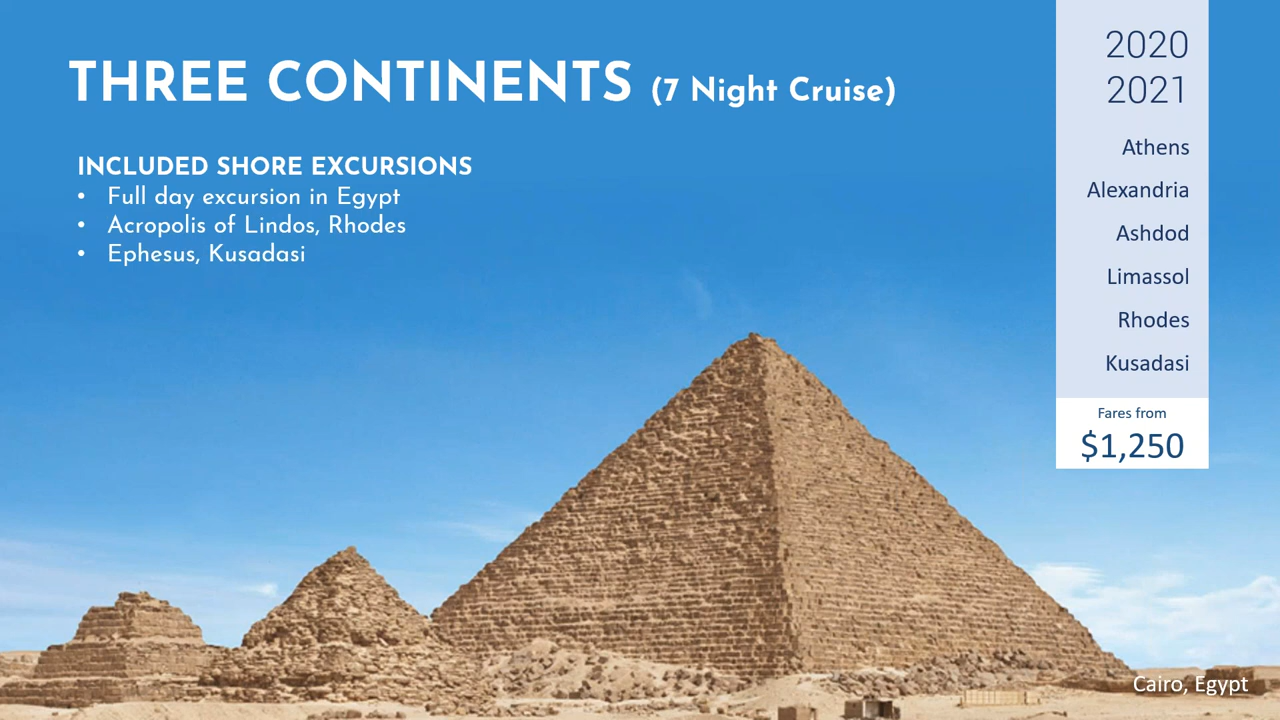 THREE CONTINENTS (7 Night Cruise)
INCLUDED SHORE EXCURSIONS
• Full day excursion in Egypt
• Acropolis of Lindos, Rhodes
• Ephesus, Kusadasi
2020
2021
Athens
Alexandria
Ashdod
Limassol
Rhodes
Kusadasi
Fares from
$1,250
Cairo, Egypt